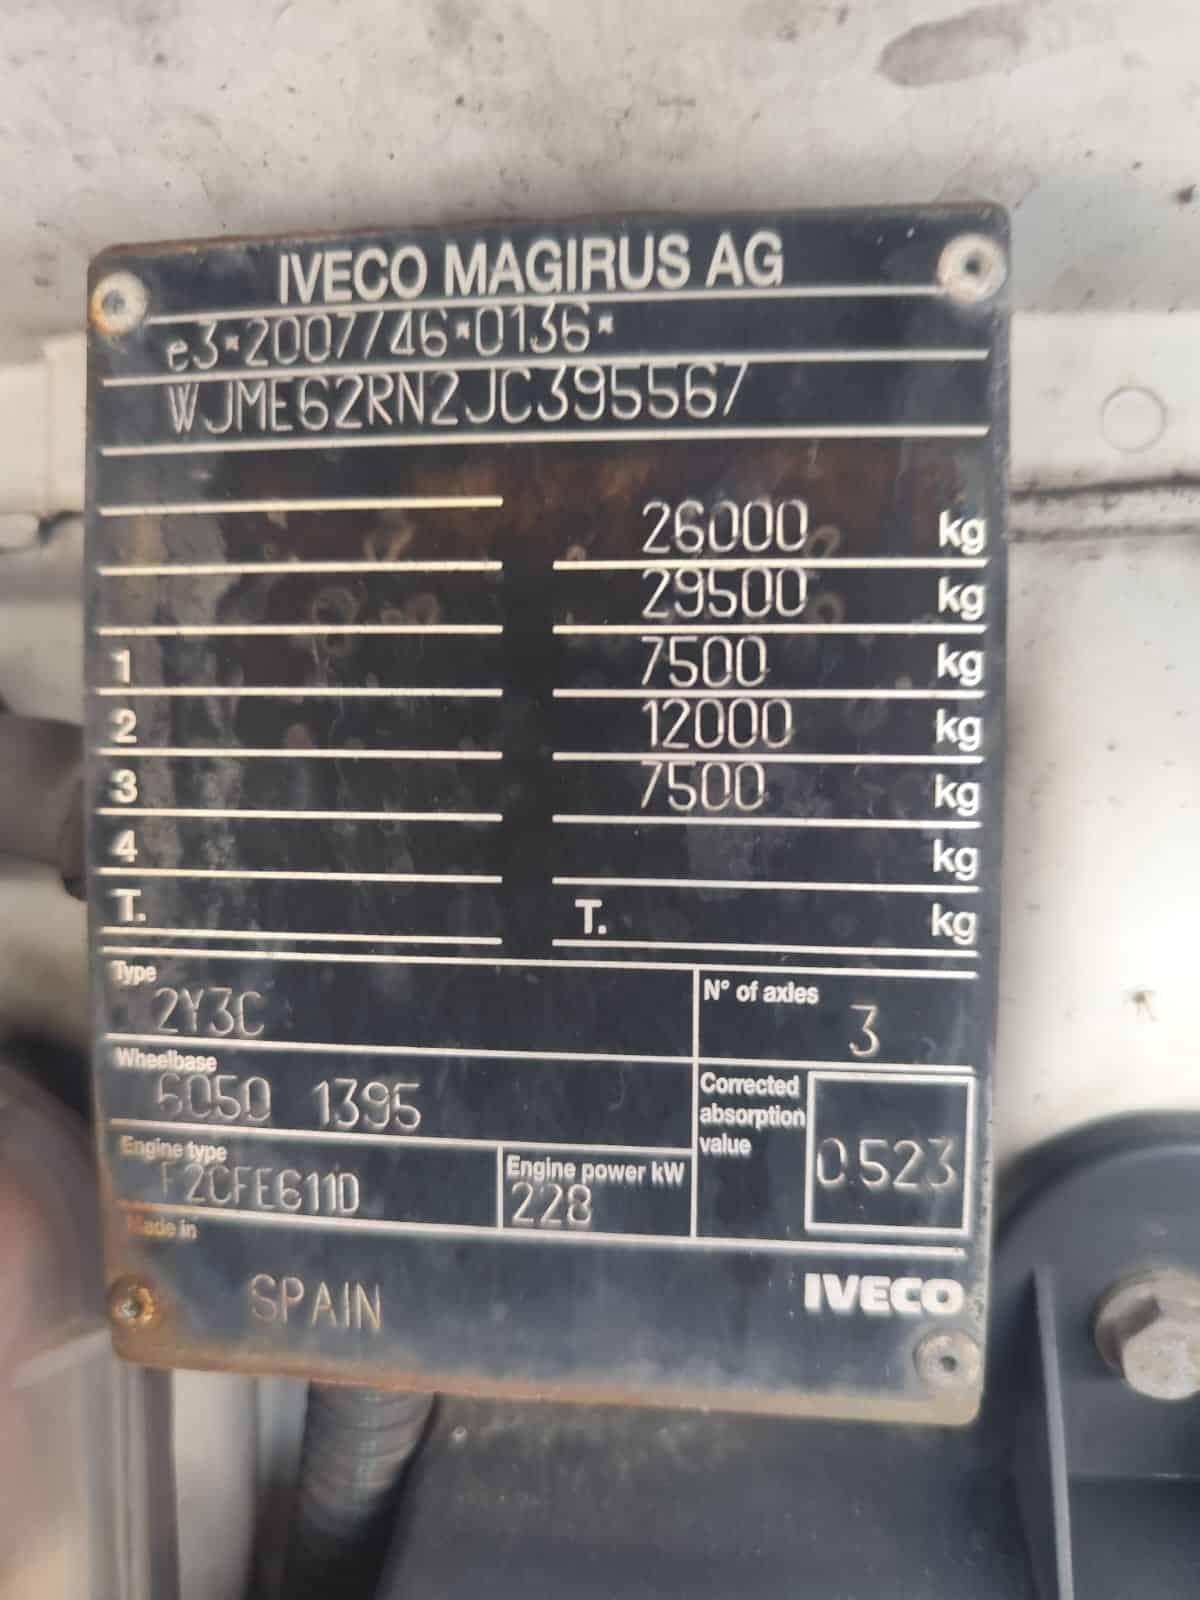 IVECO MAGIRUS AG
e3*2007/46*0136*
WJME62RN2JC395567
26000 kg
29500 kg
1 7500 kg
2 12000 kg
3 7500 kg
4 kg
T. T. kg
Type
2Y3C
N° of axles
3
Wheelbase
6050 1395
Corrected
absorption
value
0.523
Engine type
F2CFE611D
Engine power kW
228
Made in
SPAIN
IVECO